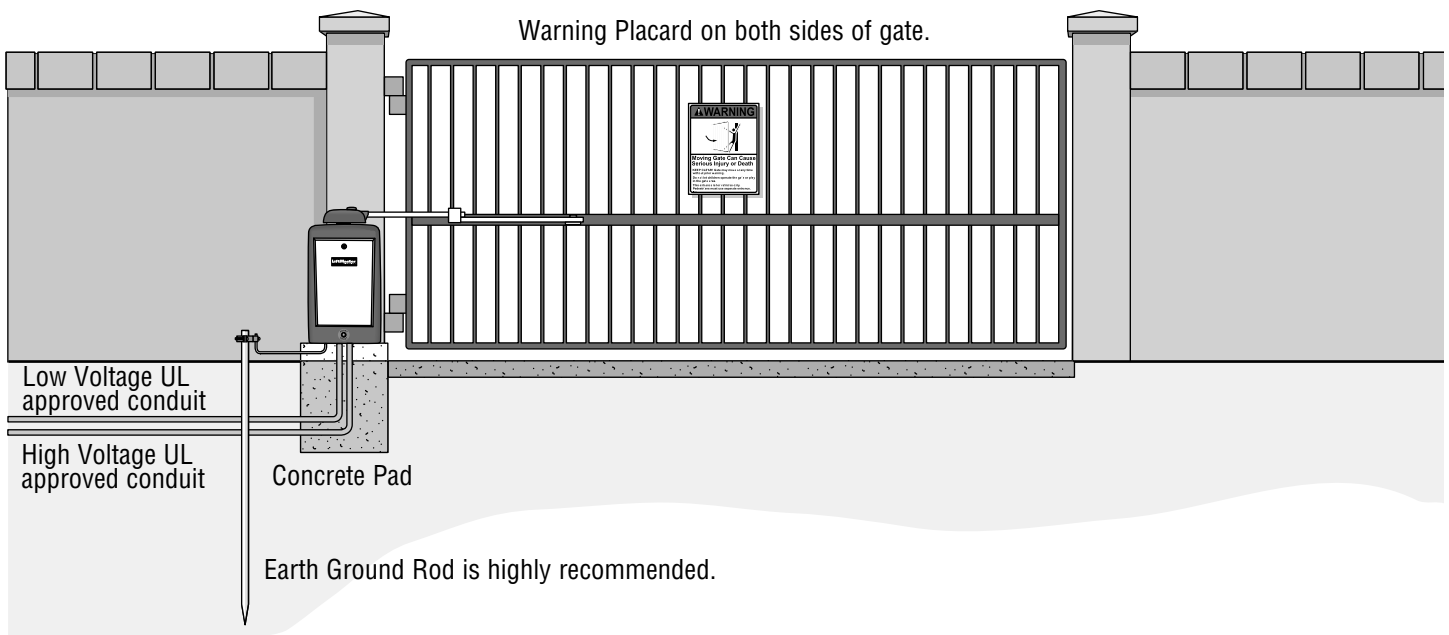 Warning Placard on both sides of gate.
WARNING
Moving Gate Can Cause
Serious Injury or Death
LiftMaster
Low Voltage UL
approved conduit
High Voltage UL
approved conduit
Concrete Pad
Earth Ground Rod is highly recommended.